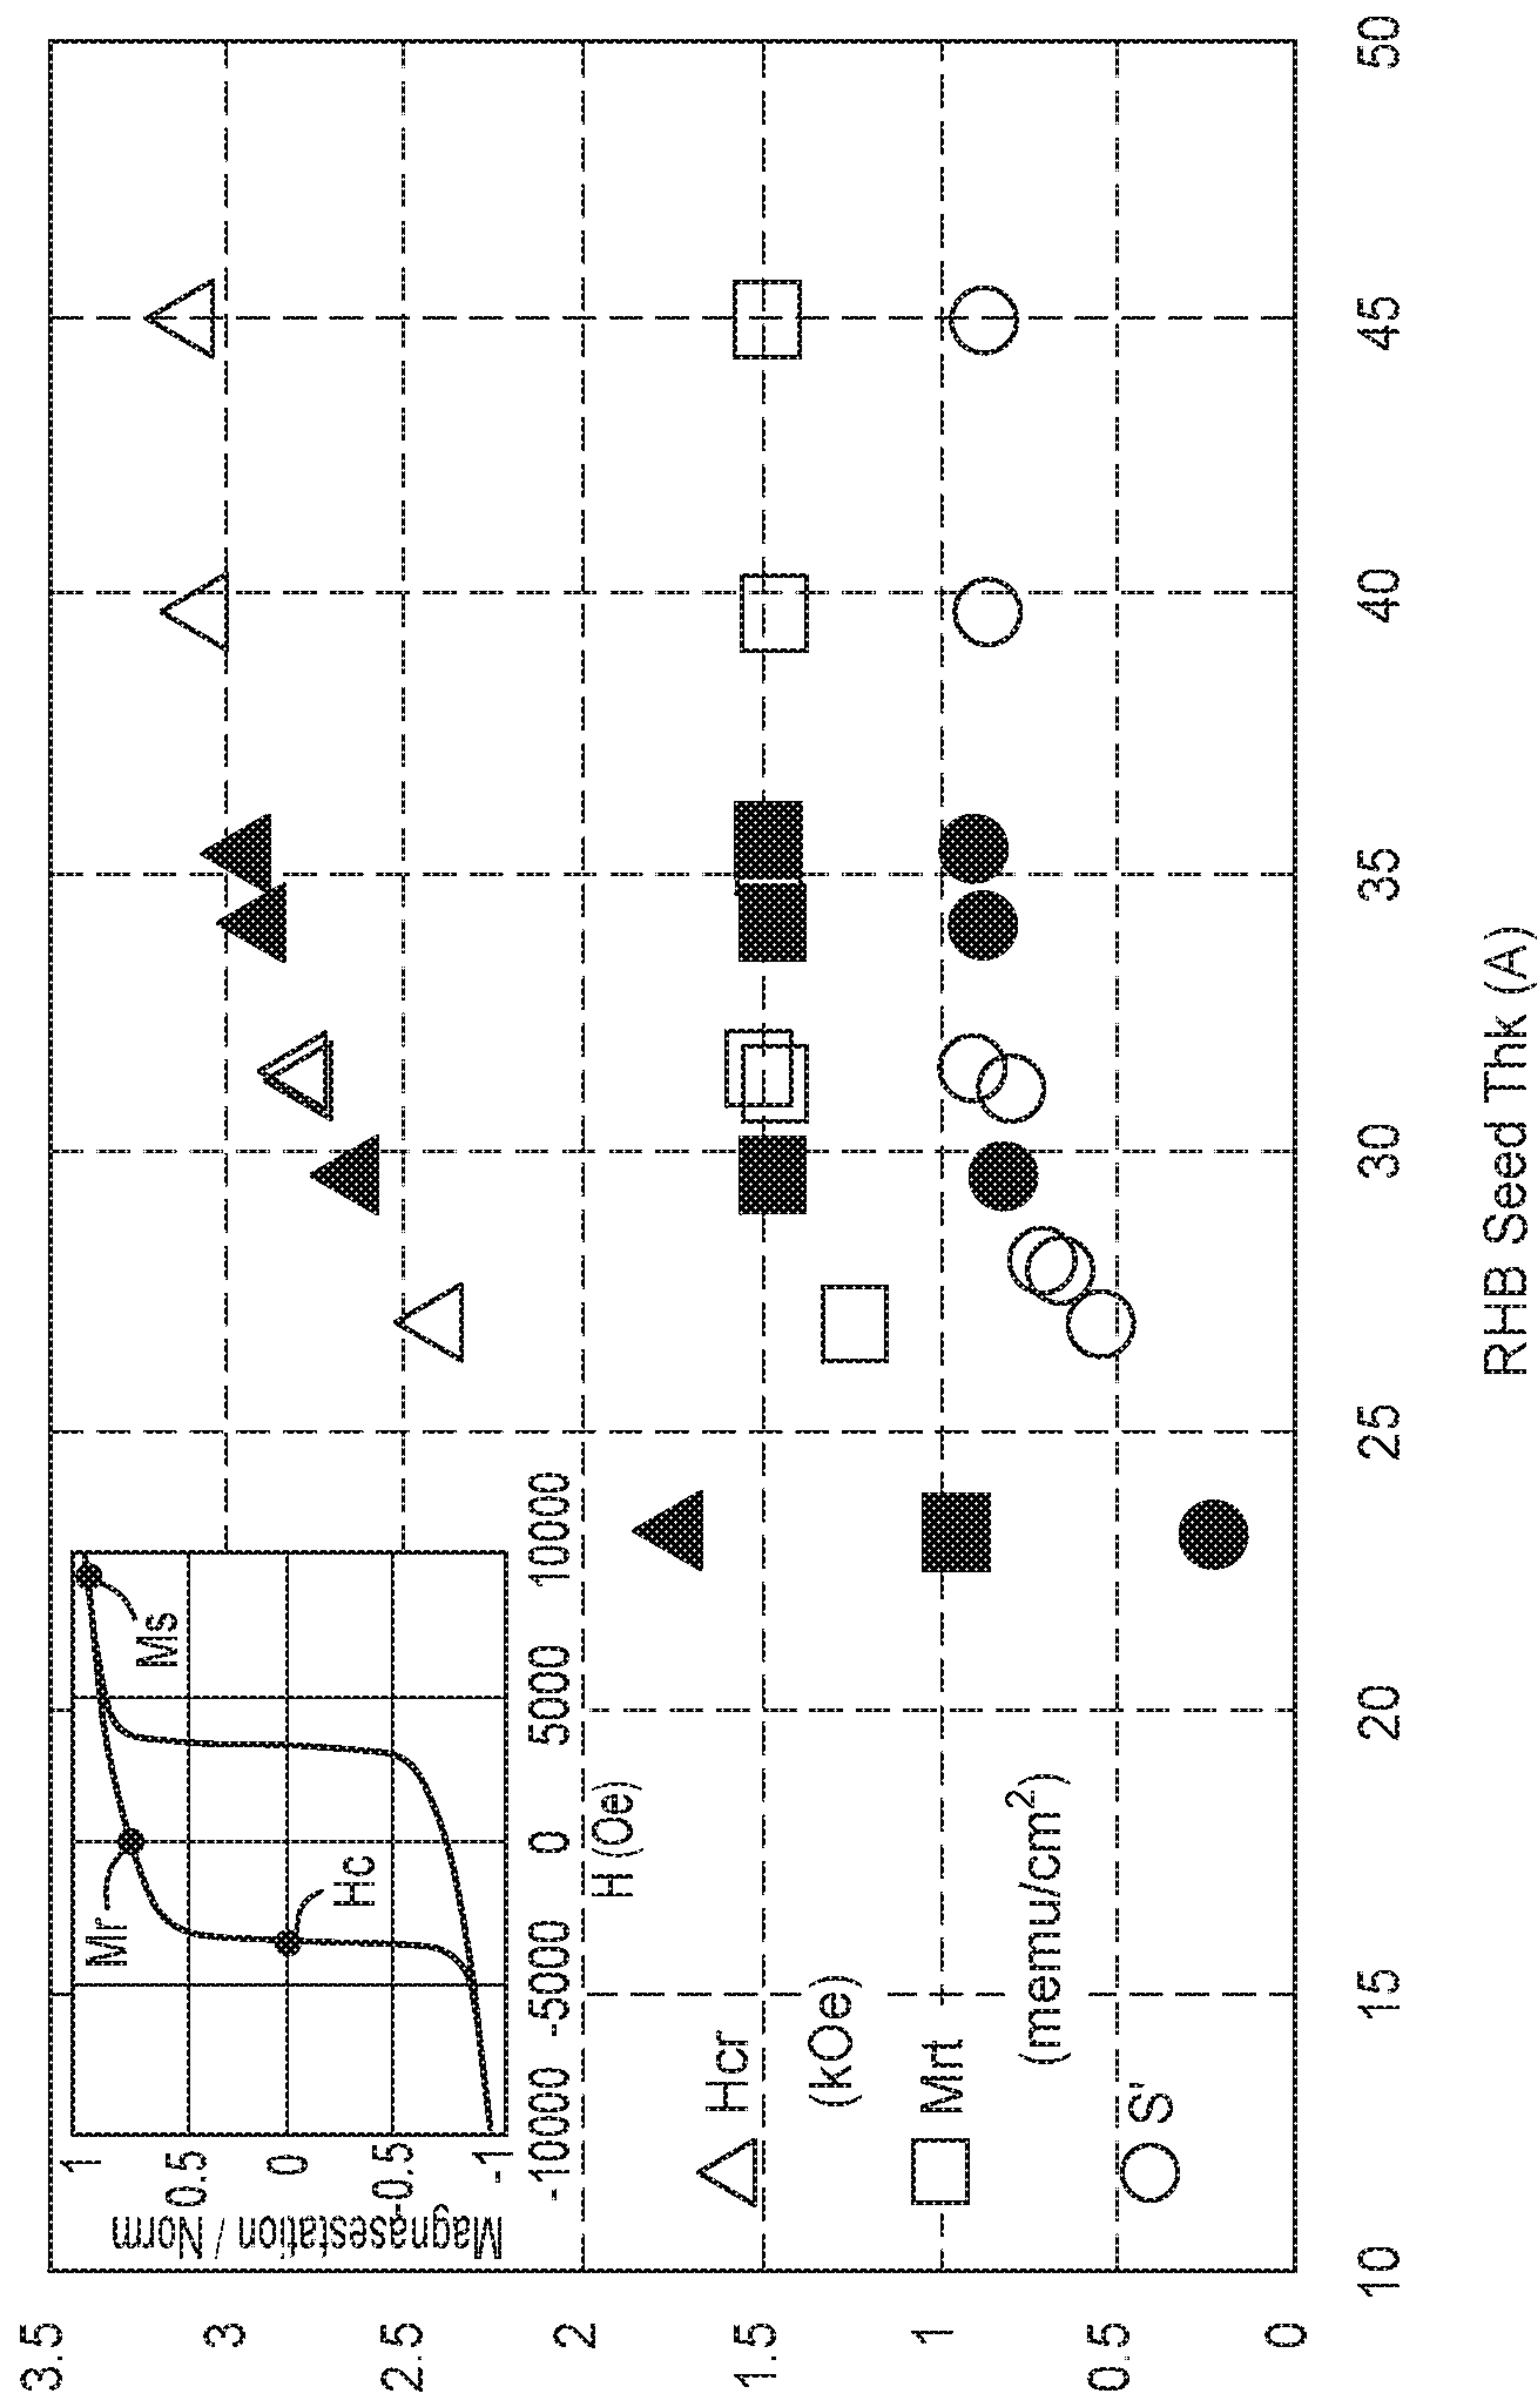 3.5
3
2.5
2
1.5
1
0.5
0
10
15
20
25
30
35
40
45
50
RHB Seed Thk (A)
Magnasestation / Norm
1
0.5
0
-0.5
-1
-10000
-5000
0
5000
10000
H (Oe)
Mr
Ms
Hc
Hcr
(kOe)
Mrt
(memu/cm²)
S'